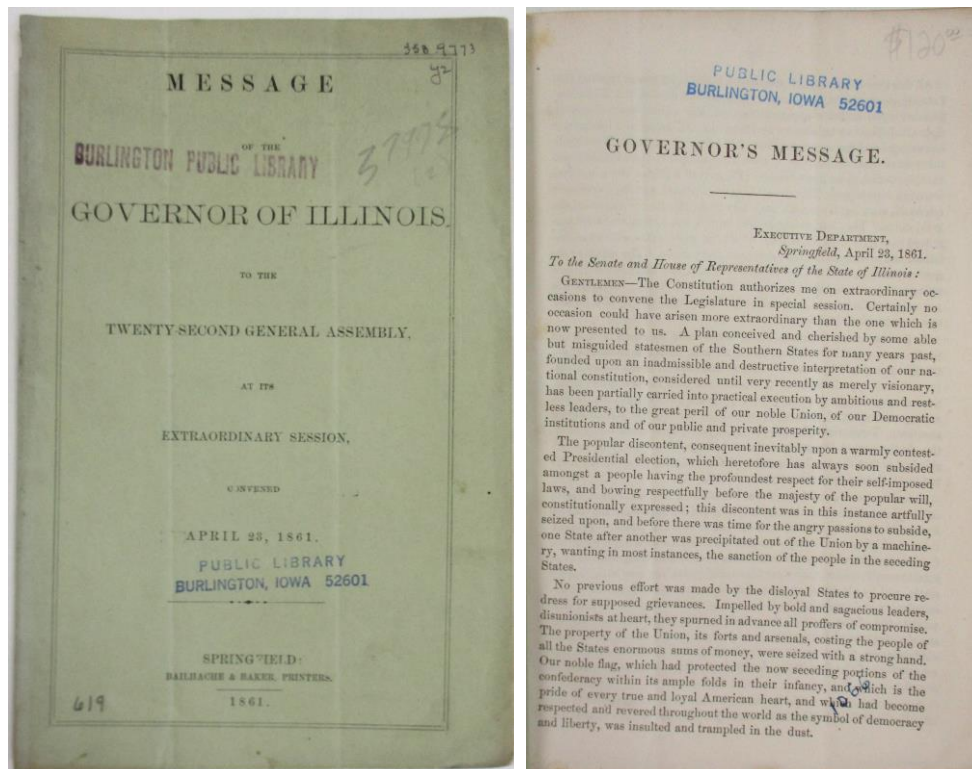 358.9773
y2
MESSAGE
OF THE
BURLINGTON PUBLIC LIBRARY
GOVERNOR OF ILLINOIS.
TO THE
TWENTY-SECOND GENERAL ASSEMBLY,
AT ITS
EXTRAORDINARY SESSION,
CONVENED
APRIL 23, 1861.
PUBLIC LIBRARY
BURLINGTON, IOWA 52601
SPRINGFIELD:
BAILHACHE & BAKER, PRINTERS.
1861.
619
$120.00
PUBLIC LIBRARY
BURLINGTON, IOWA 52601
GOVERNOR'S MESSAGE.
EXECUTIVE DEPARTMENT,
Springfield, April 23, 1861.
To the Senate and House of Representatives of the State of Illinois:
GENTLEMEN—The Constitution authorizes me on extraordinary oc-
casions to convene the Legislature in special session. Certainly no
occasion could have arisen more extraordinary than the one which is
now presented to us. A plan conceived and cherished by some able
but misguided statesmen of the Southern States for many years past,
founded upon an inadmissible and destructive interpretation of our na-
tional constitution, considered until very recently as merely visionary,
has been partially carried into practical execution by ambitious and rest-
less leaders, to the great peril of our noble Union, of our Democratic
institutions and of our public and private prosperity.
The popular discontent, consequent inevitably upon a warmly contest-
ed Presidential election, which heretofore has always soon subsided
amongst a people having the profoundest respect for their self-imposed
laws, and bowing respectfully before the majesty of the popular will,
constitutionally expressed; this discontent was in this instance artfully
seized upon, and before there was time for the angry passions to subside,
one State after another was precipitated out of the Union by a machine-
ry, wanting in most instances, the sanction of the people in the seceding
States.
No previous effort was made by the disloyal States to procure re-
dress for supposed grievances. Impelled by bold and sagacious leaders,
disunionists at heart, they spurned in advance all proffers of compromise.
The property of the Union, its forts and arsenals, costing the people of
all the States enormous sums of money, were seized with a strong hand.
Our noble flag, which had protected the now seceding portions of the
confederacy within its ample folds in their infancy, and which is the
pride of every true and loyal American heart, and which had become
respected and revered throughout the world as the symbol of democracy
and liberty, was insulted and trampled in the dust.